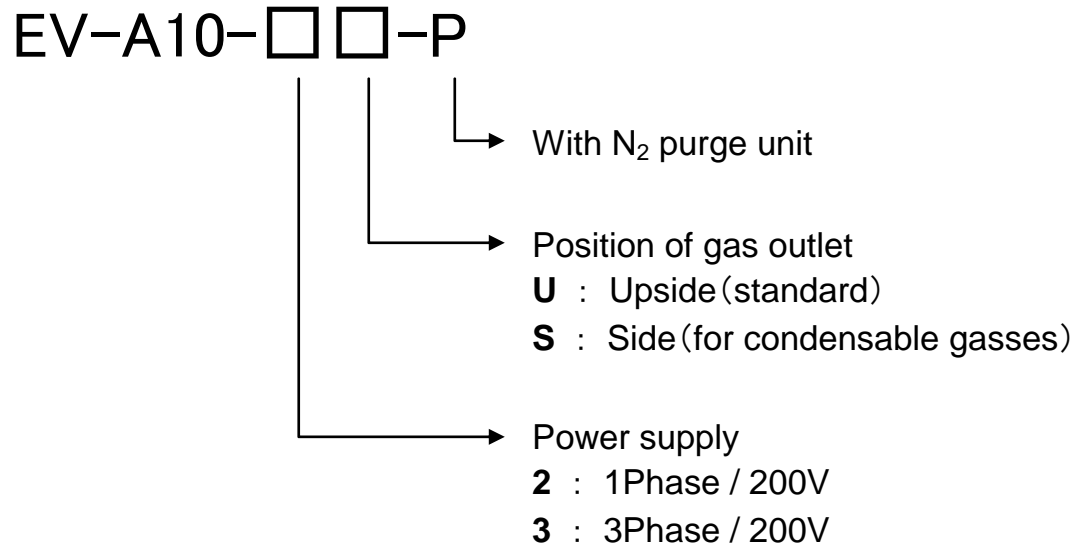 EV-A10-□ □-P
With N₂ purge unit
Position of gas outlet
U : Upside(standard)
S : Side(for condensable gasses)
Power supply
2 : 1Phase / 200V
3 : 3Phase / 200V